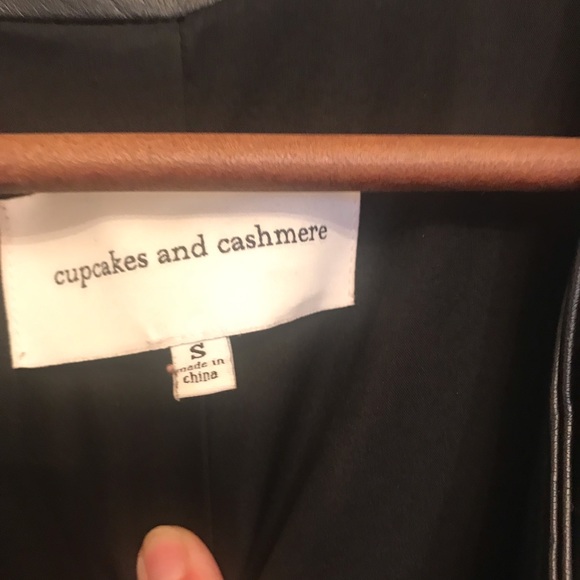 cupcakes and cashmere
S
made in
china